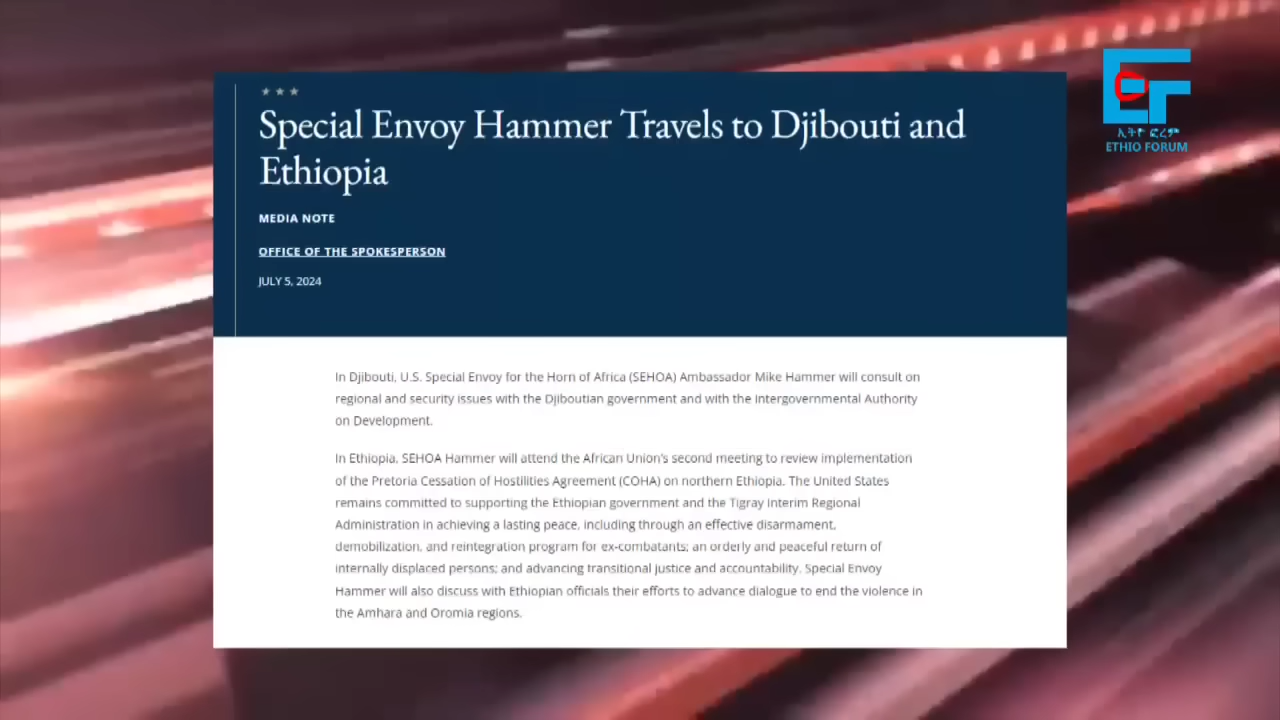 Special Envoy Hammer Travels to Djibouti and
Ethiopia
MEDIA NOTE
OFFICE OF THE SPOKESPERSON
JULY 5, 2024
In Djibouti, U.S. Special Envoy for the Horn of Africa (SEHOA) Ambassador Mike Hammer will consult on
regional and security issues with the Djiboutian government and with the Intergovernmental Authority
on Development.
In Ethiopia, SEHOA Hammer will attend the African Union's second meeting to review implementation
of the Pretoria Cessation of Hostilities Agreement (COHA) on northern Ethiopia. The United States
remains committed to supporting the Ethiopian government and the Tigray Interim Regional
Administration in achieving a lasting peace, including through an effective disarmament,
demobilization, and reintegration program for ex-combatants; an orderly and peaceful return of
internally displaced persons; and advancing transitional justice and accountability. Special Envoy
Hammer will also discuss with Ethiopian officials their efforts to advance dialogue to end the violence in
the Amhara and Oromia regions.
EF
ኢትዮ ፎረም
ETHIO FORUM